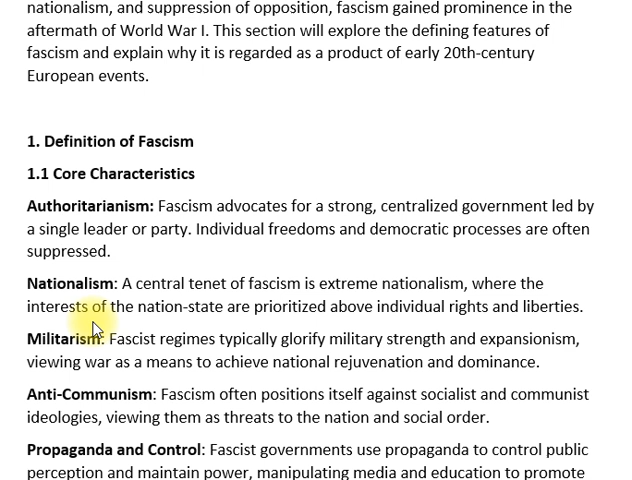 nationalism, and suppression of opposition, fascism gained prominence in the
aftermath of World War I. This section will explore the defining features of
fascism and explain why it is regarded as a product of early 20th-century
European events.
1. Definition of Fascism
1.1 Core Characteristics
Authoritarianism: Fascism advocates for a strong, centralized government led by
a single leader or party. Individual freedoms and democratic processes are often
suppressed.
Nationalism: A central tenet of fascism is extreme nationalism, where the
interests of the nation-state are prioritized above individual rights and liberties.
Militarism: Fascist regimes typically glorify military strength and expansionism,
viewing war as a means to achieve national rejuvenation and dominance.
Anti-Communism: Fascism often positions itself against socialist and communist
ideologies, viewing them as threats to the nation and social order.
Propaganda and Control: Fascist governments use propaganda to control public
perception and maintain power, manipulating media and education to promote